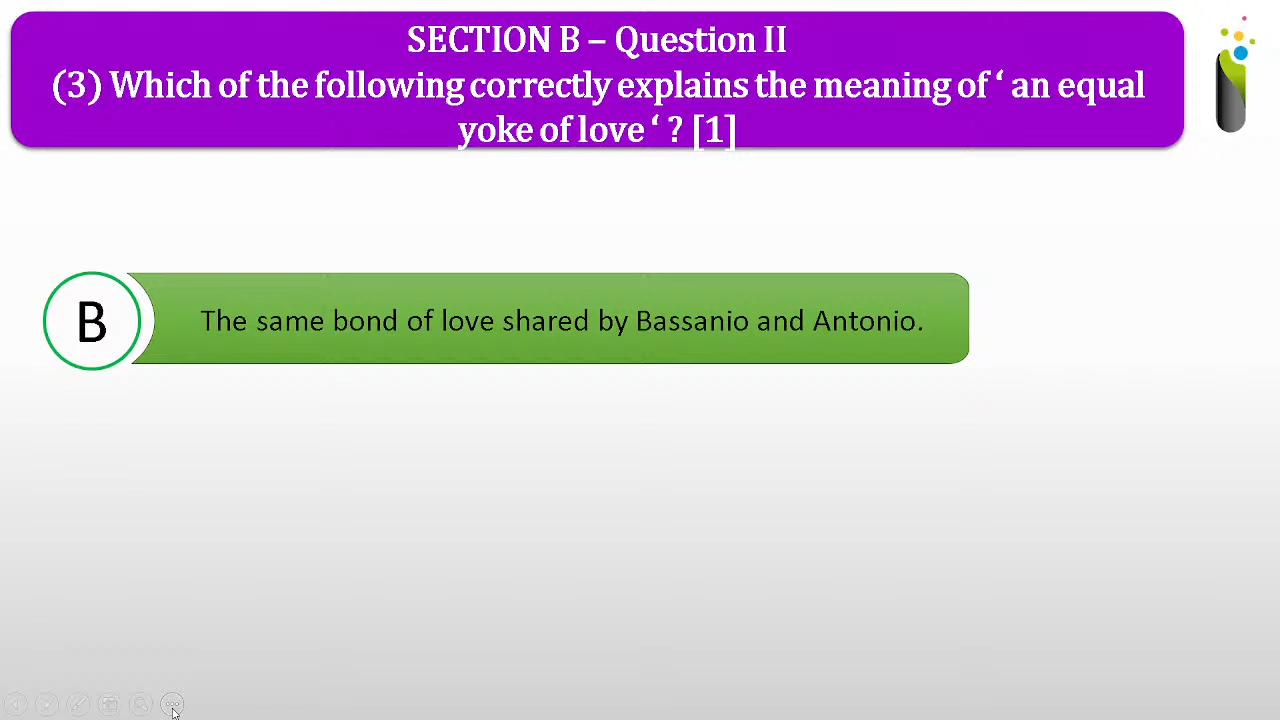 SECTION B – Question II
(3) Which of the following correctly explains the meaning of ‘ an equal
yoke of love ‘ ? [1]
B
The same bond of love shared by Bassanio and Antonio.